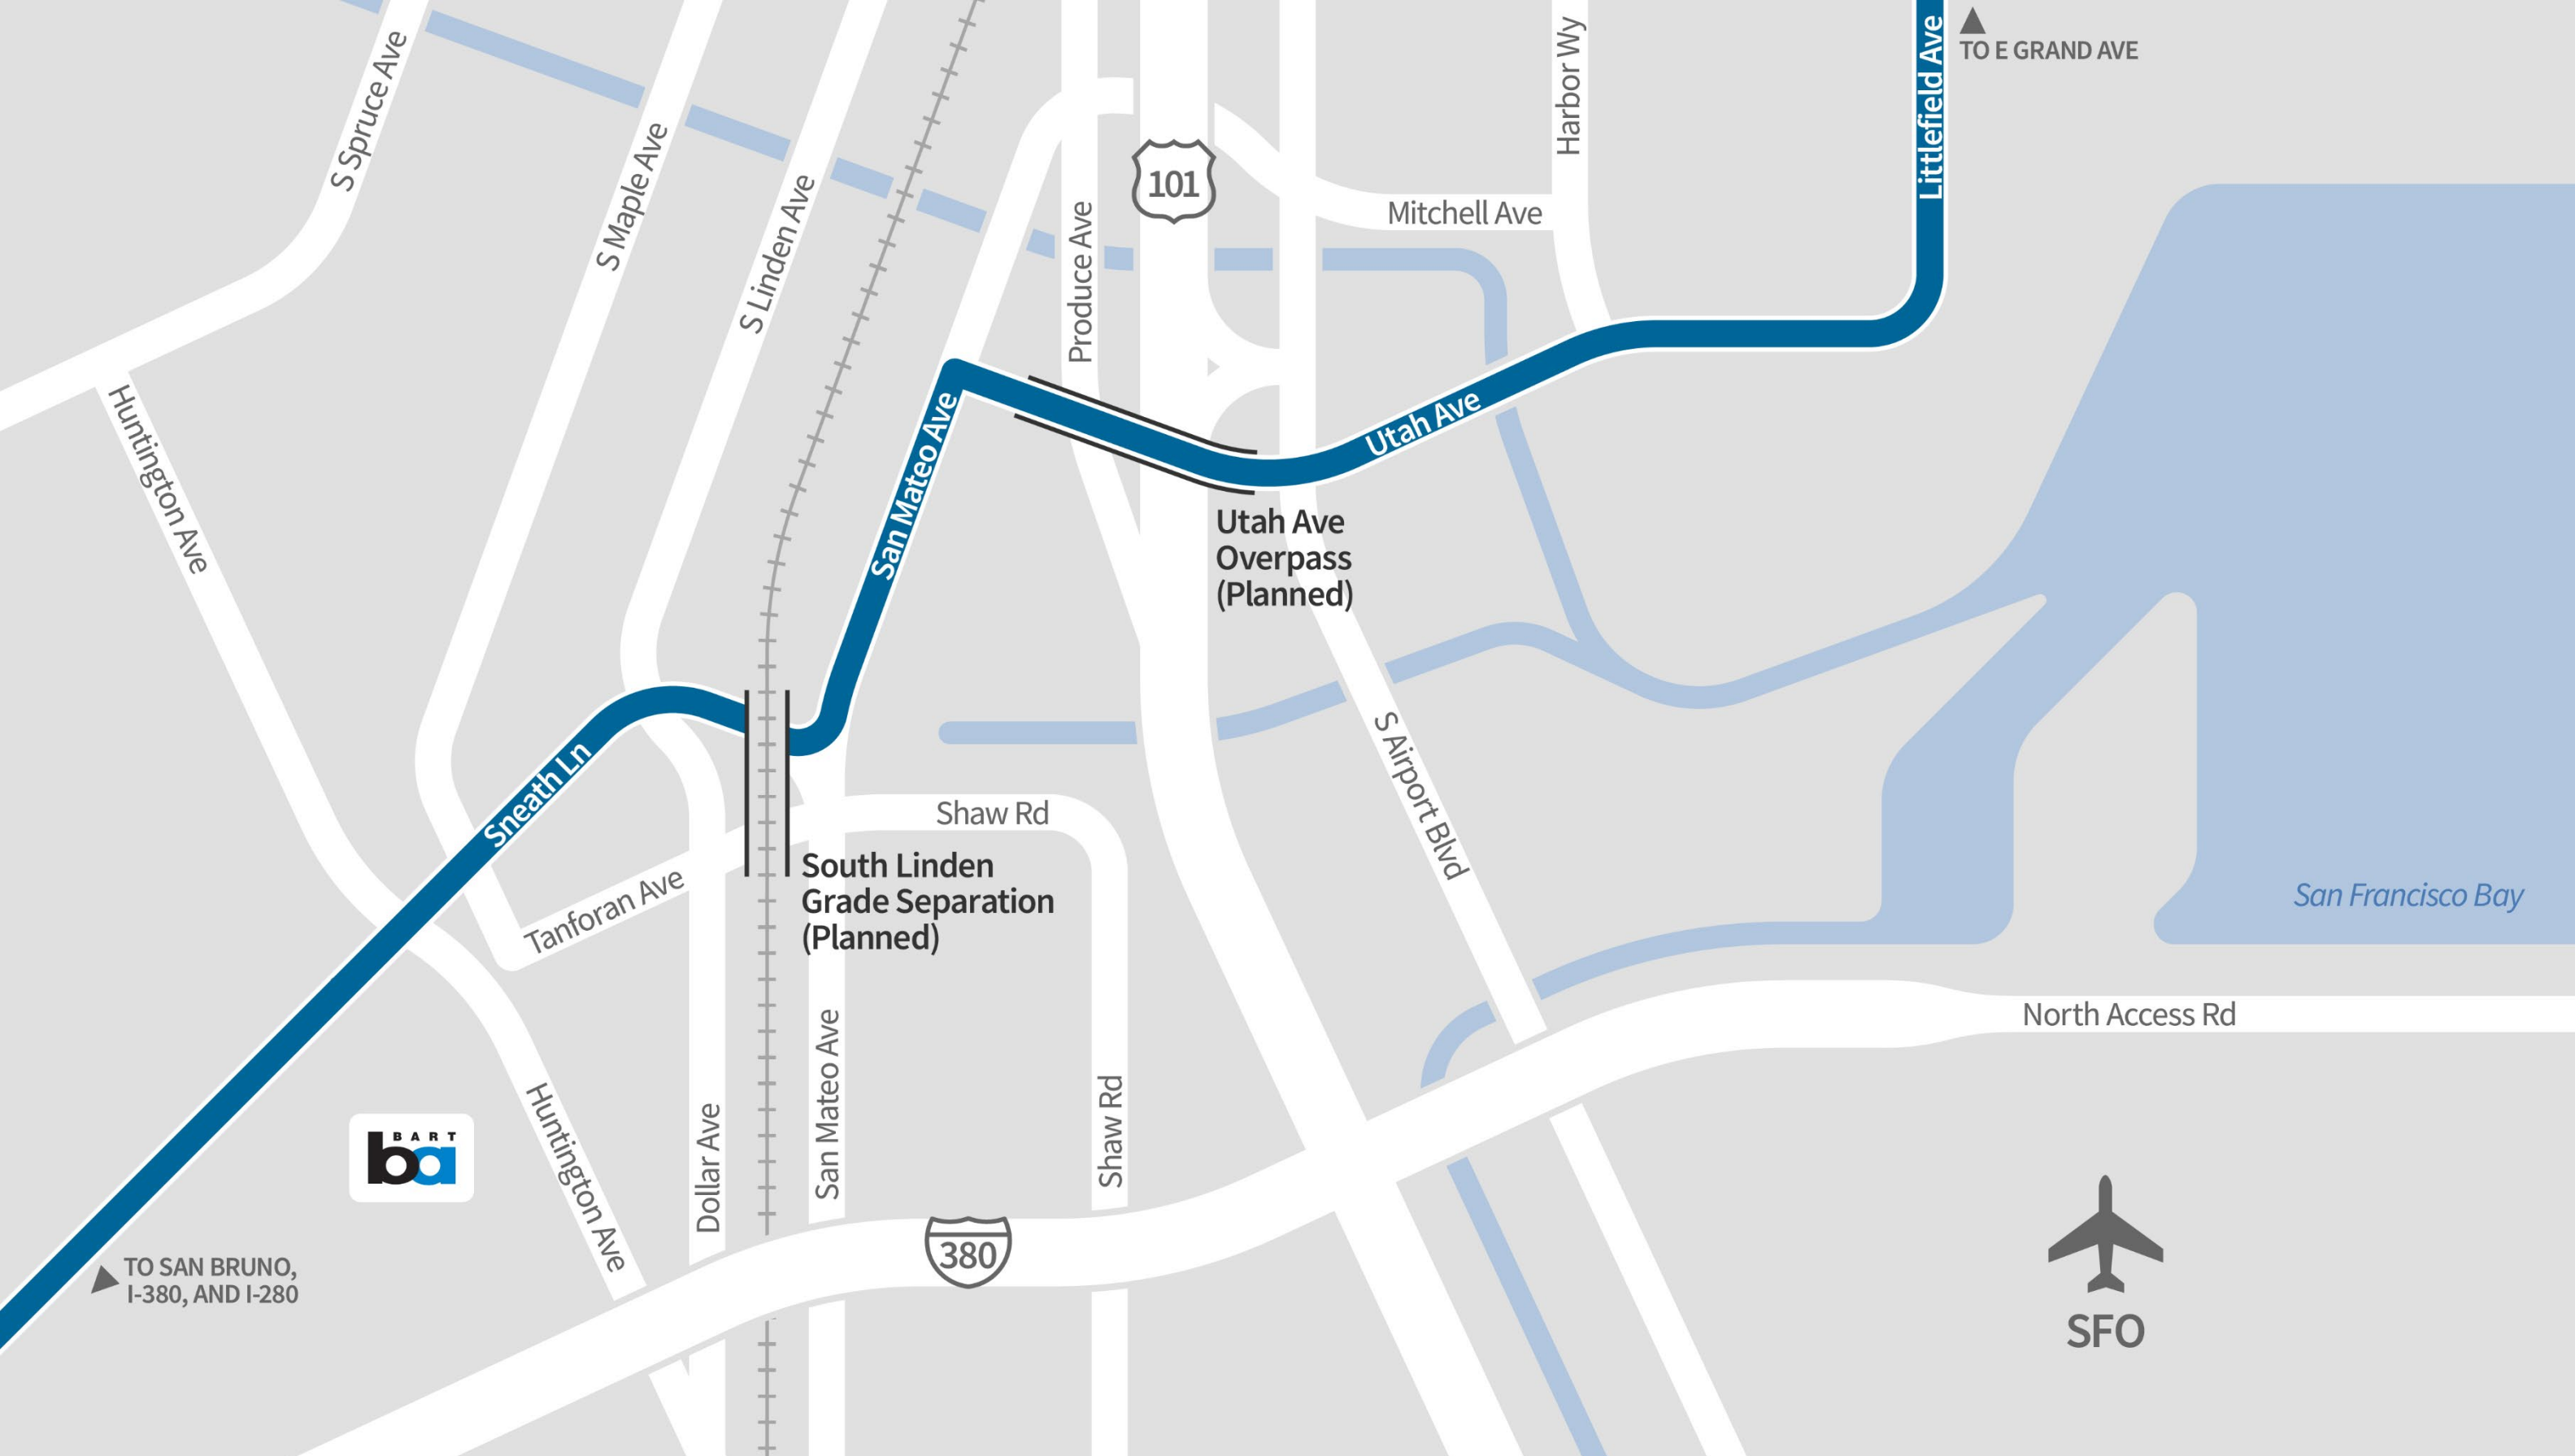 S Spruce Ave
S Maple Ave
S Linden Ave
Produce Ave
101
Harbor Wy
Mitchell Ave
Littlefield Ave
TO E GRAND AVE
Huntington Ave
San Mateo Ave
Utah Ave
Utah Ave
Overpass
(Planned)
Sneath Ln
Tanforan Ave
Shaw Rd
South Linden
Grade Separation
(Planned)
S Airport Blvd
San Francisco Bay
North Access Rd
BART
ba
Huntington Ave
Dollar Ave
San Mateo Ave
Shaw Rd
380
TO SAN BRUNO,
I-380, AND I-280
SFO